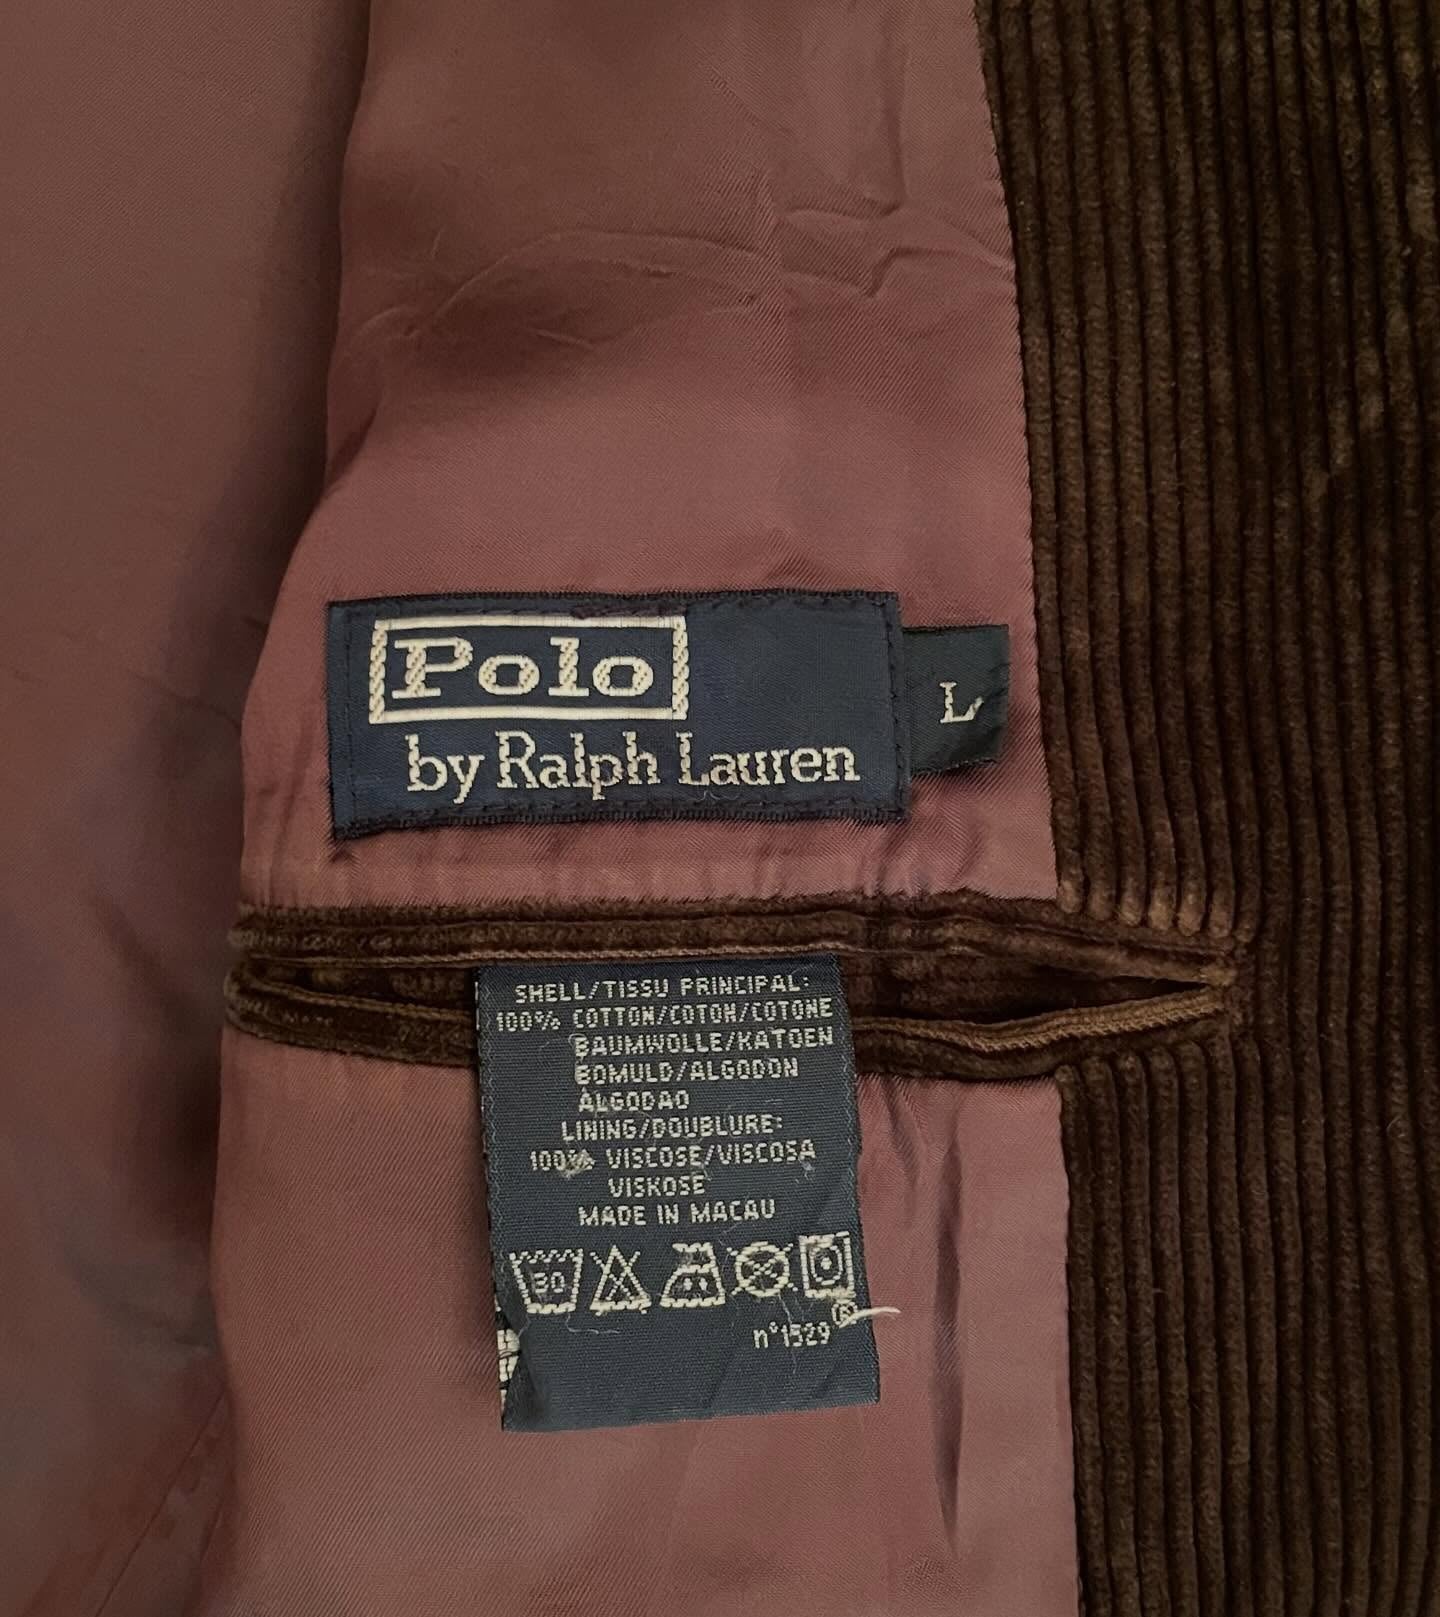 Polo
by Ralph Lauren
L
SHELL/TISSU PRINCIPAL:
100% COTTON/COTON/COTONE
BAUMWOLLE/KATOEN
BOMULD/ALGODON
ALGODAO
LINING/DOUBLURE:
100% VISCOSE/VISCOSA
VISKOSE
MADE IN MACAU
30
®
n°1529